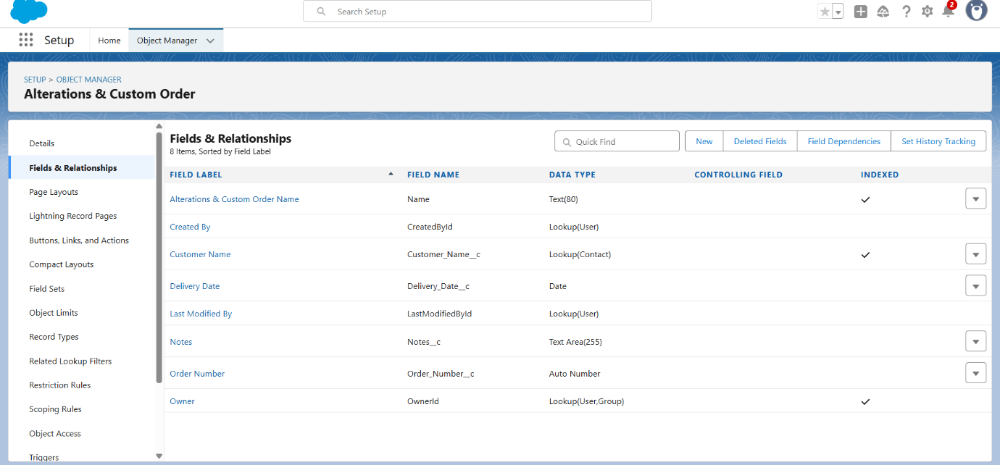 Search Setup
2
Setup
Home
Object Manager
SETUP > OBJECT MANAGER
Alterations & Custom Order
Details
Fields & Relationships
Page Layouts
Lightning Record Pages
Buttons, Links, and Actions
Compact Layouts
Field Sets
Object Limits
Record Types
Related Lookup Filters
Restriction Rules
Scoping Rules
Object Access
Triggers
Fields & Relationships
8 Items, Sorted by Field Label
Quick Find
New
Deleted Fields
Field Dependencies
Set History Tracking
FIELD LABEL FIELD NAME DATA TYPE CONTROLLING FIELD INDEXED
Alterations & Custom Order Name Name Text(80)
Created By CreatedById Lookup(User)
Customer Name Customer_Name__c Lookup(Contact)
Delivery Date Delivery_Date__c Date
Last Modified By LastModifiedById Lookup(User)
Notes Notes__c Text Area(255)
Order Number Order_Number__c Auto Number
Owner OwnerId Lookup(User,Group)